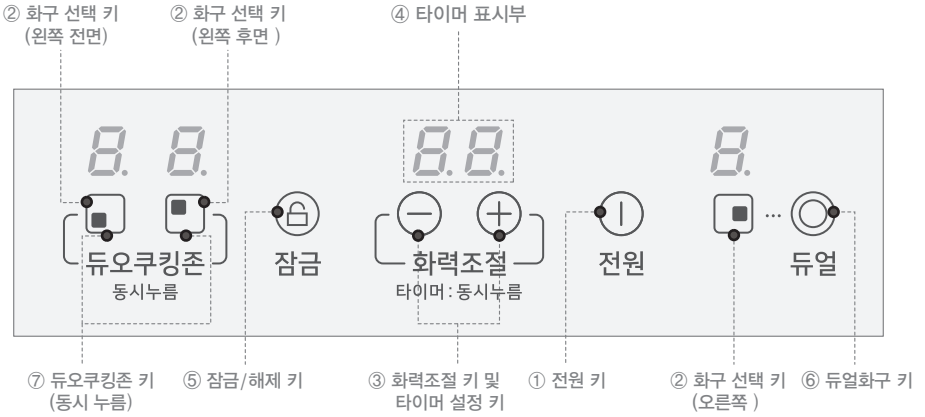 ② 화구 선택 키
(왼쪽 전면)
② 화구 선택 키
(왼쪽 후면 )
④ 타이머 표시부
8. 8. 8.8. 8.
듀오쿠킹존
동시누름
잠금
화력조절
타이머 : 동시누름
전원
...
듀얼
⑦ 듀오쿠킹존 키
(동시 누름)
⑤ 잠금/해제 키
③ 화력조절 키 및
타이머 설정 키
① 전원 키
② 화구 선택 키
(오른쪽 )
⑥ 듀얼화구 키